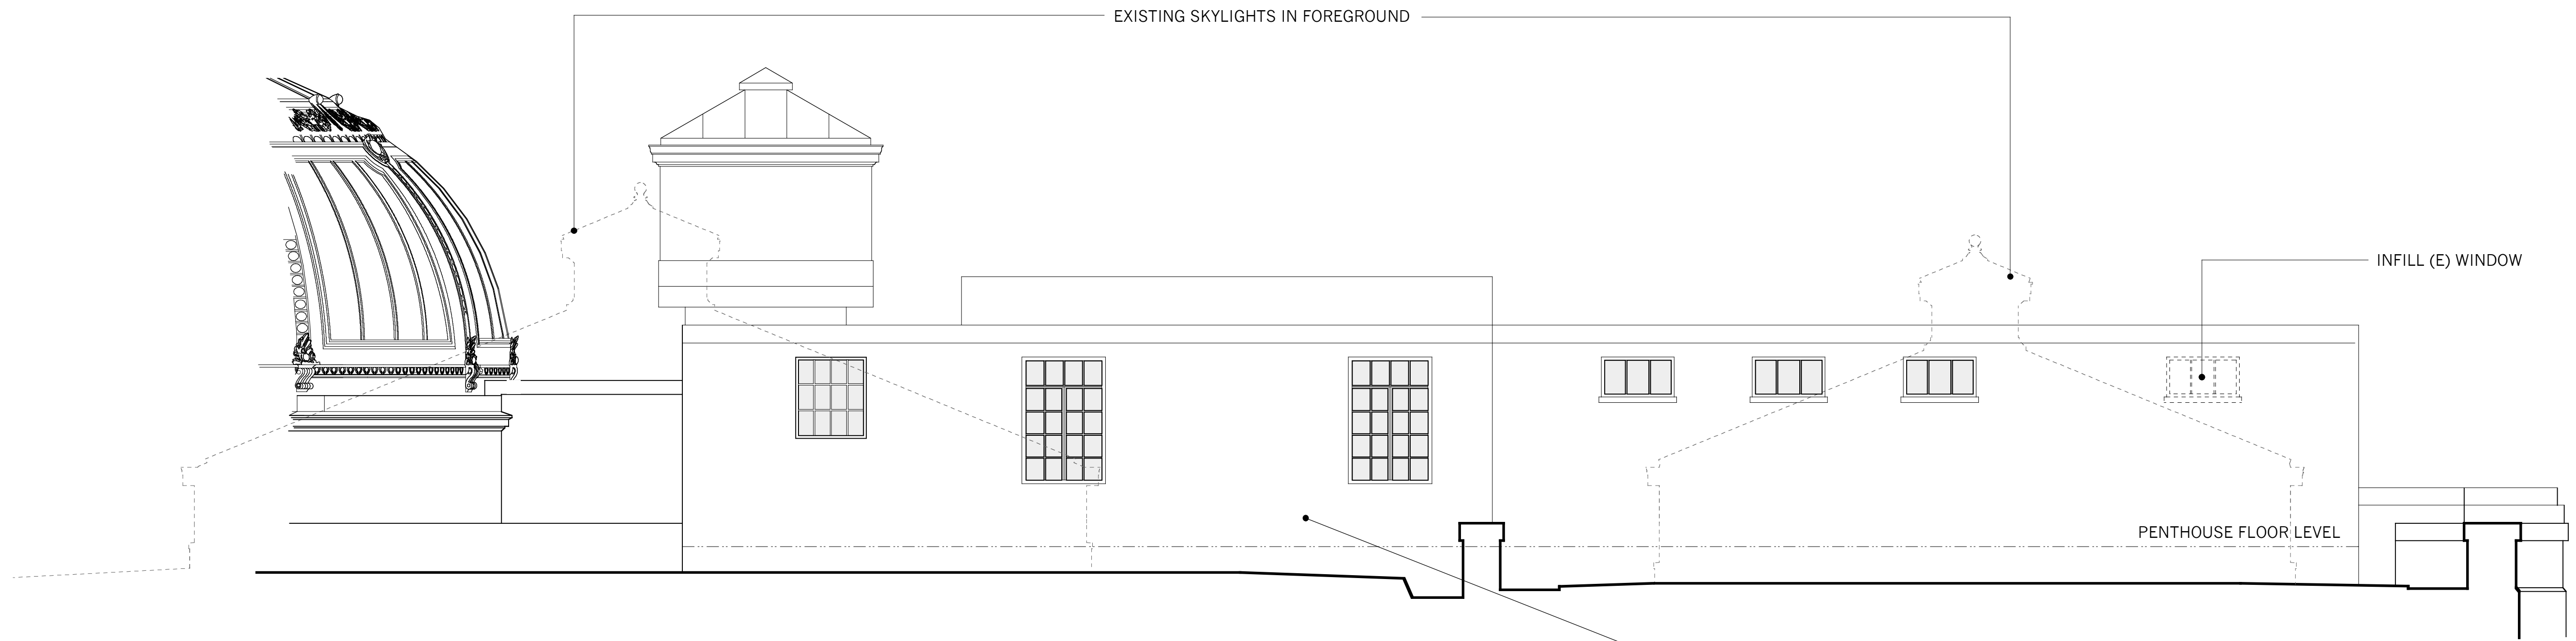 EXISTING SKYLIGHTS IN FOREGROUND
INFILL (E) WINDOW
PENTHOUSE FLOOR LEVEL